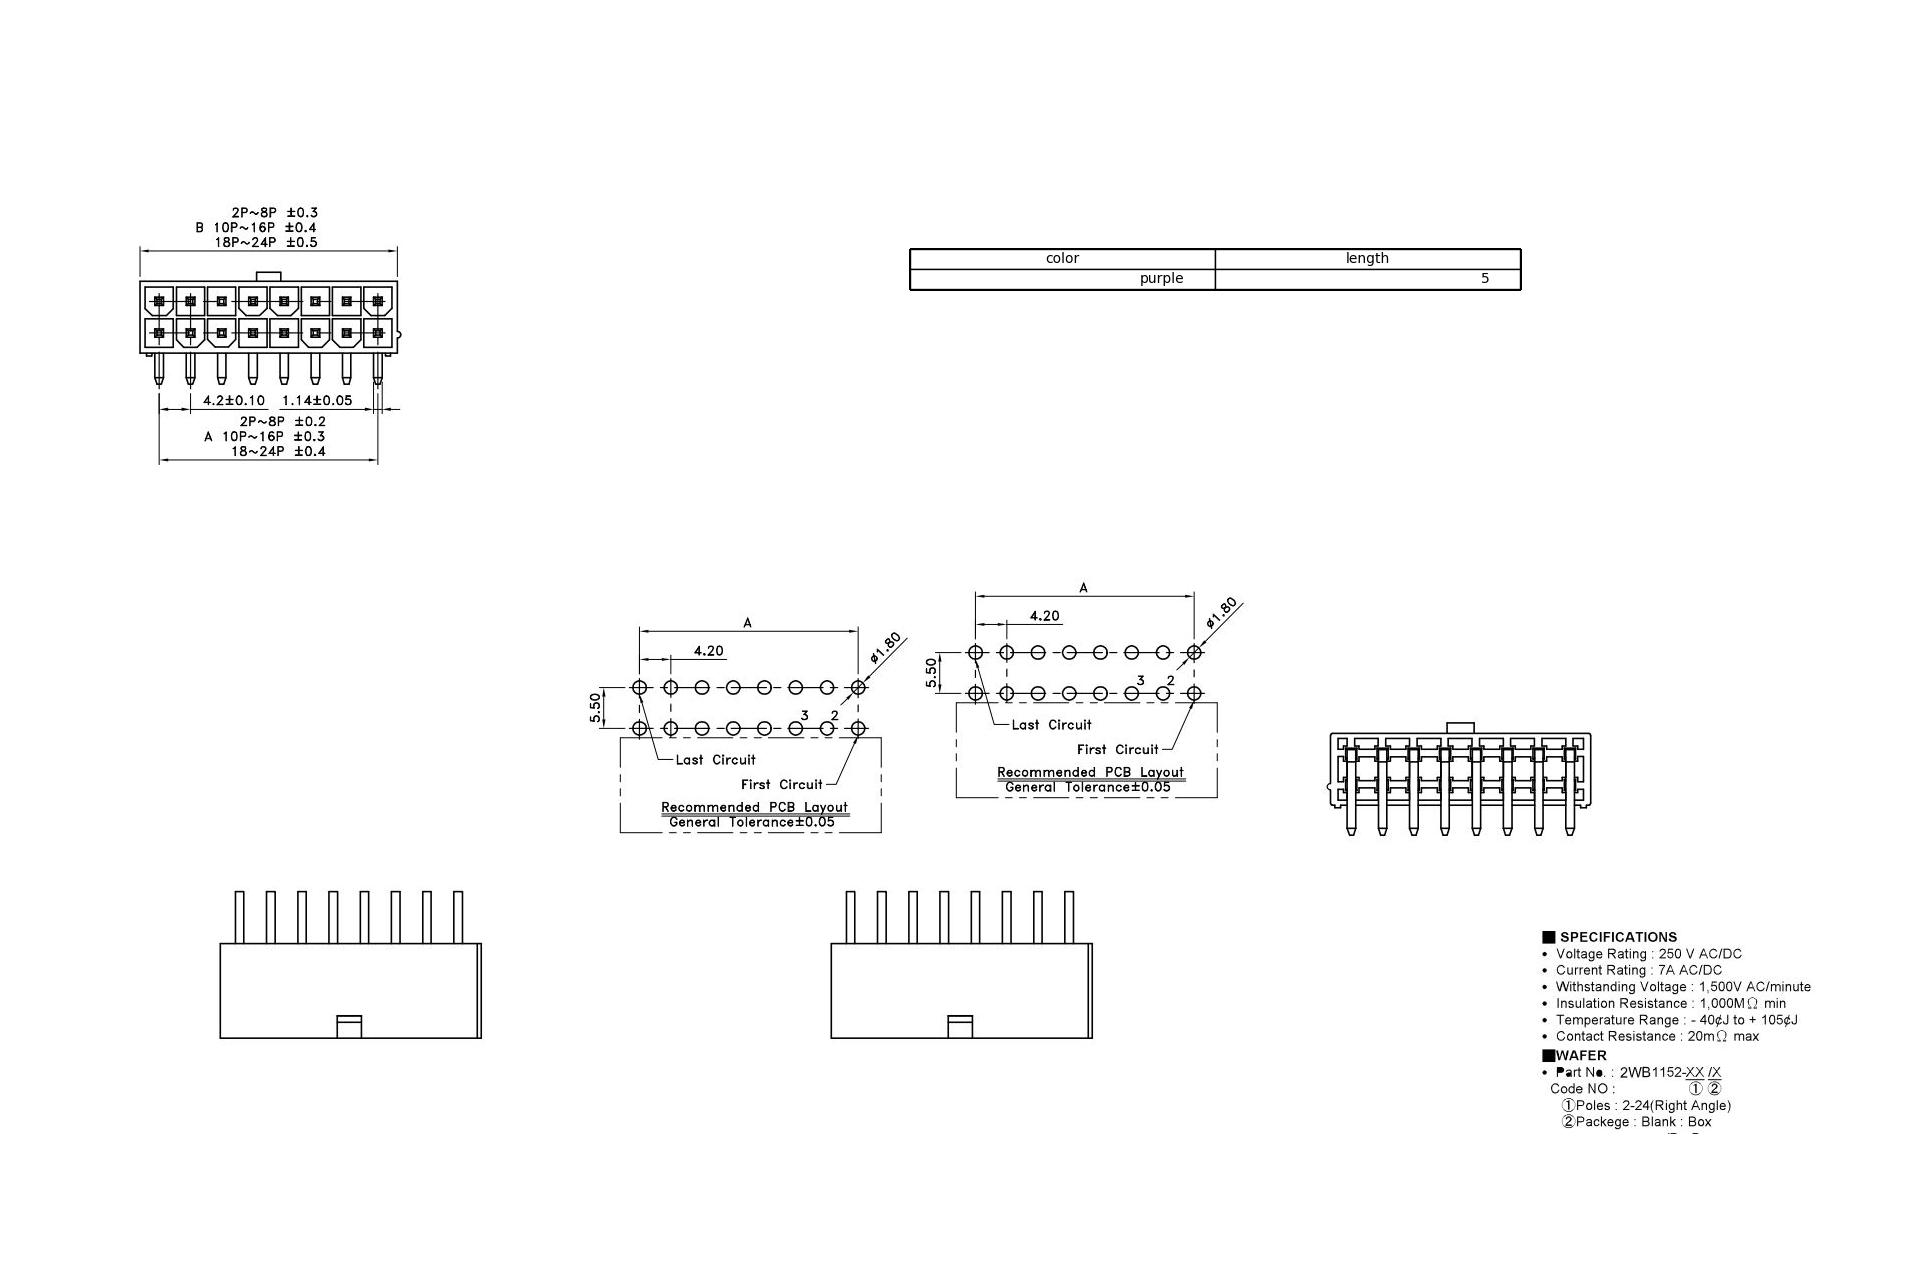 2P~8P ±0.3
B 10P~16P ±0.4
18P~24P ±0.5
4.2±0.10 1.14±0.05
2P~8P ±0.2
A 10P~16P ±0.3
18~24P ±0.4
color length
purple 5
A
4.20
ø1.80
5.50
3 2
Last Circuit
First Circuit
Recommended PCB Layout
General Tolerance±0.05
A
4.20
ø1.80
5.50
3 2
Last Circuit
First Circuit
Recommended PCB Layout
General Tolerance±0.05
■ SPECIFICATIONS
• Voltage Rating : 250 V AC/DC
• Current Rating : 7A AC/DC
• Withstanding Voltage : 1,500V AC/minute
• Insulation Resistance : 1,000MΩ min
• Temperature Range : - 40¢J to + 105¢J
• Contact Resistance : 20mΩ max
■WAFER
• Part No. : 2WB1152-XX /X
Code NO : ① ②
①Poles : 2-24(Right Angle)
②Packege : Blank : Box